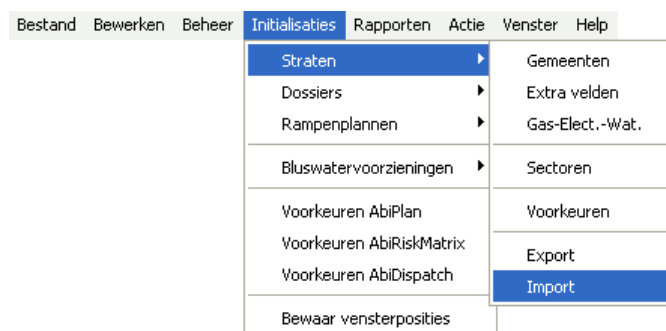 Bestand Bewerken Beheer Initialisaties Rapporten Actie Venster Help
Straten
Dossiers
Rampenplannen
Bluswatervoorzieningen
Voorkeuren AbiPlan
Voorkeuren AbiRiskMatrix
Voorkeuren AbiDispatch
Bewaar vensterposities
Gemeenten
Extra velden
Gas-Elect.-Wat.
Sectoren
Voorkeuren
Export
Import